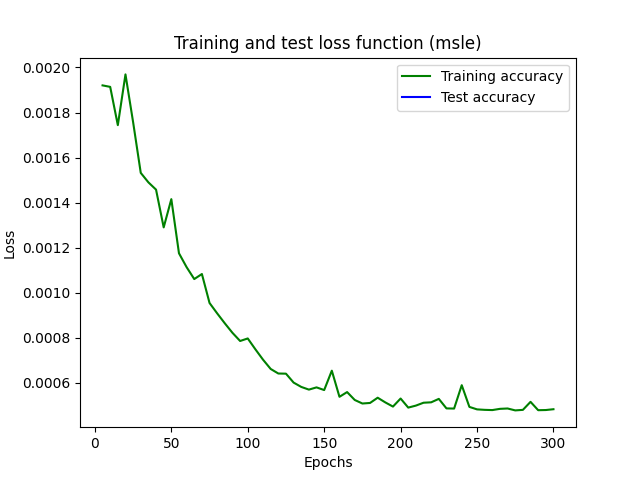 Training and test loss function (msle)
Training accuracy
Test accuracy
0.0020
0.0018
0.0016
0.0014
0.0012
0.0010
0.0008
0.0006
Loss
0 50 100 150 200 250 300
Epochs